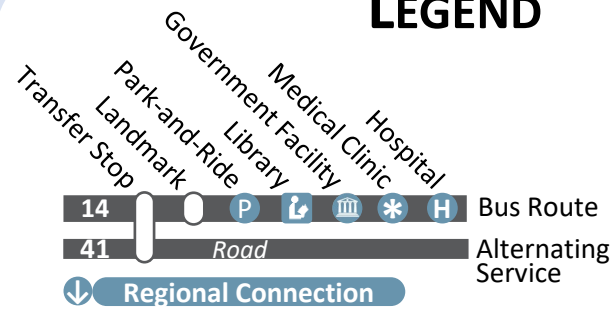 LEGEND
Transfer Stop
Landmark
Park-and-Ride
Library
Government Facility
Medical Clinic
Hospital
14 P H Bus Route
41 Road Alternating
Service
Regional Connection